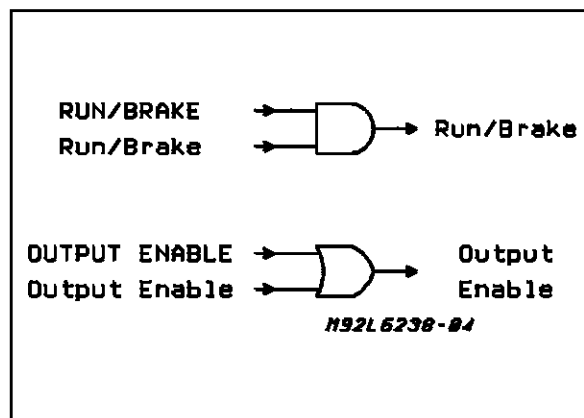 RUN/BRAKE
Run/Brake
Run/Brake
OUTPUT ENABLE
Output Enable
Output
Enable
M92L6238-04